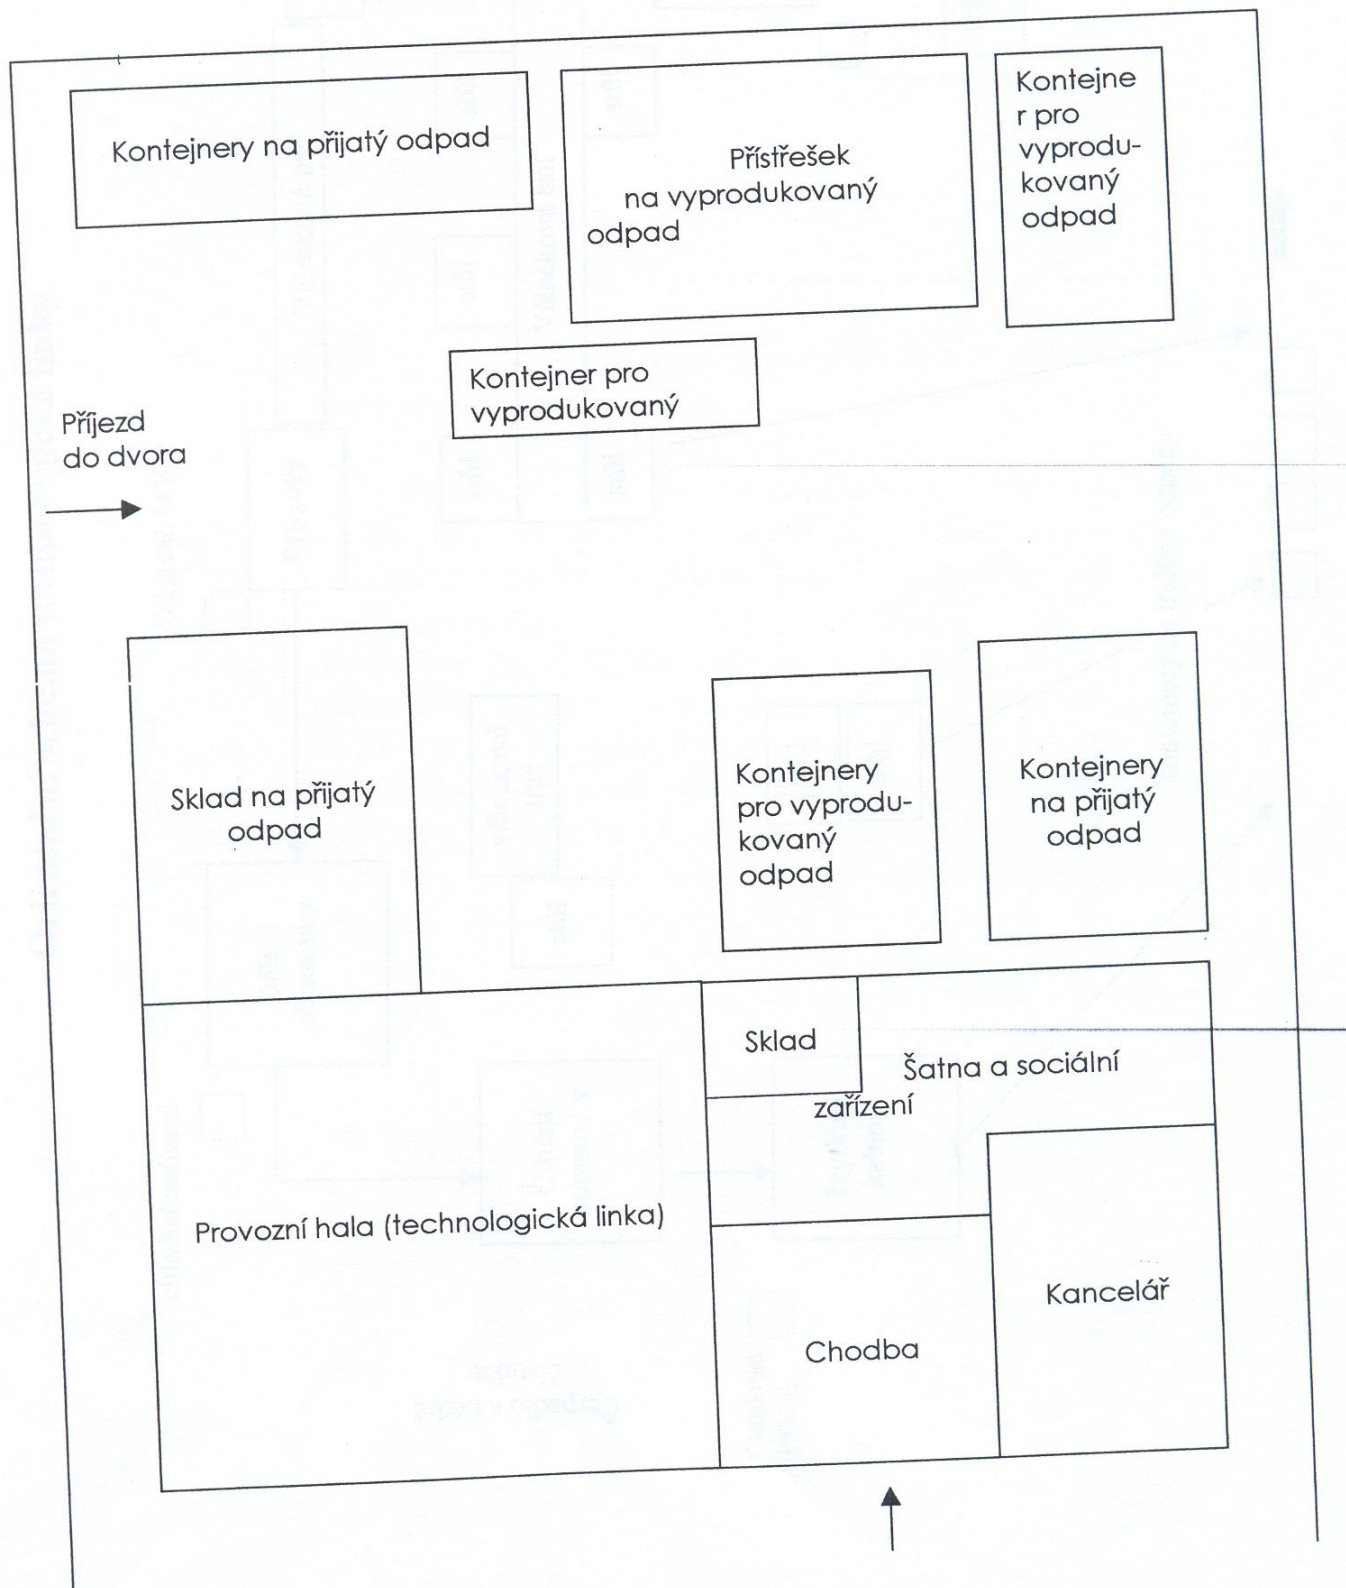 Kontejnery na přijatý odpad
Přístřešek
na vyprodukovaný
odpad
Kontejne
r pro
vyprodu-
kovaný
odpad
Kontejner pro
vyprodukovaný
Příjezd
do dvora
Sklad na přijatý
odpad
Kontejnery
pro vyprodu-
kovaný
odpad
Kontejnery
na přijatý
odpad
Sklad
Šatna a sociální
zařízení
Provozní hala (technologická linka)
Chodba
Kancelář